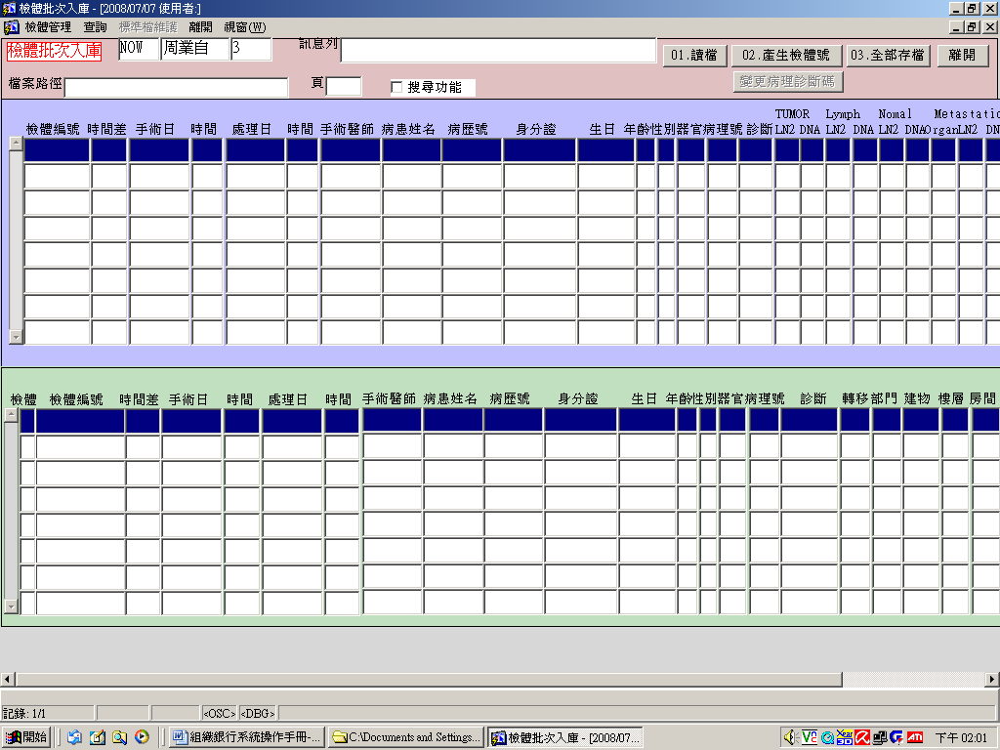 檢體批次入庫 - [2008/07/07 使用者:]
檢體管理 查詢 標準檔維護 離開 視窗(W)
檢體批次入庫 NOW 周業自 3 訊息列 01.讀檔 02.產生檢體號 03.全部存檔 離開
檔案路徑 頁 搜尋功能 變更病理診斷碼
TUMOR Lymph Nomal Metastatic
檢體編號 時間差 手術日 時間 處理日 時間 手術醫師 病患姓名 病歷號 身分證 生日 年齡 性別 器官 病理號 診斷 LN2 DNA LN2 DNA LN2 DNA Organ LN2 DN
檢體 檢體編號 時間差 手術日 時間 處理日 時間 手術醫師 病患姓名 病歷號 身分證 生日 年齡 性別 器官 病理號 診斷 轉移 部門 建物 樓層 房間
記錄: 1/1 <OSC> <DBG>
開始 組織銀行系統操作手冊-... C:\Documents and Settings... 檢體批次入庫 - [2008/07... 下午 02:01